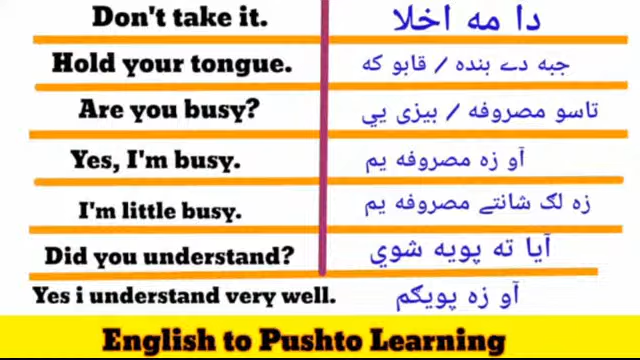 Don't take it. دا مه اخلا
Hold your tongue. جبه دے بنده / قابو که
Are you busy? تاسو مصروفه / بیزی یي
Yes, I'm busy. آو زه مصروفه یم
I'm little busy. زه لګ شانتے مصروفه یم
Did you understand? آیا ته پویه شوي
Yes i understand very well. آو زه پویګم
English to Pushto Learning